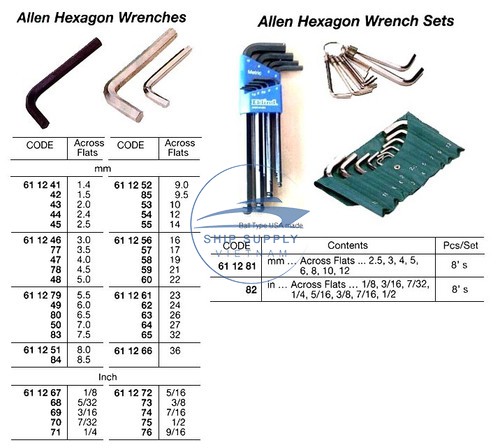 Allen Hexagon Wrenches
CODE Across Flats CODE Across Flats
mm
61 12 41 1.4 61 12 52 9.0
42 1.5 85 9.5
43 2.0 53 10
44 2.4 54 12
45 2.5 55 14
61 12 46 3.0 61 12 56 16
77 3.5 57 17
47 4.0 58 19
78 4.5 59 21
48 5.0 60 22
61 12 79 5.5 61 12 61 23
49 6.0 62 24
80 6.5 63 26
50 7.0 64 27
83 7.5 65 32
61 12 51 8.0 61 12 66 36
84 8.5
Inch
61 12 67 1/8 61 12 72 5/16
68 5/32 73 3/8
69 3/16 74 7/16
70 7/32 75 1/2
71 1/4 76 9/16
Allen Hexagon Wrench Sets
Metric
Eklind
Ball Type USA made
SHIP SUPPLY
VIETNAM
CODE Contents Pcs/Set
61 12 81 mm ... Across Flats ... 2.5, 3, 4, 5, 8' s
6, 8, 10, 12
82 in ... Across Flats ... 1/8, 3/16, 7/32, 8' s
1/4, 5/16, 3/8, 7/16, 1/2